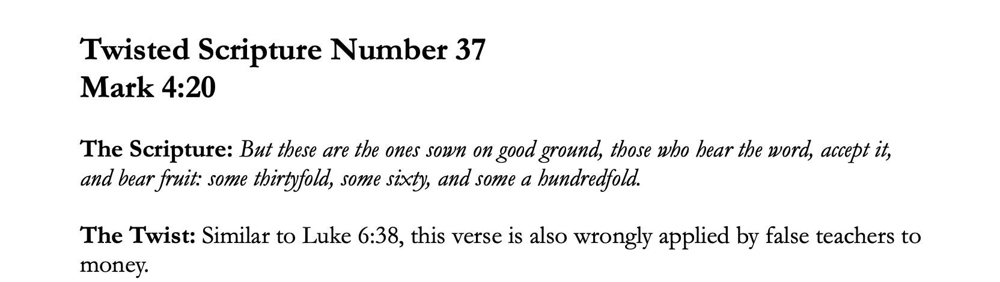 Twisted Scripture Number 37
Mark 4:20
The Scripture: But these are the ones sown on good ground, those who hear the word, accept it,
and bear fruit: some thirtyfold, some sixty, and some a hundredfold.
The Twist: Similar to Luke 6:38, this verse is also wrongly applied by false teachers to
money.